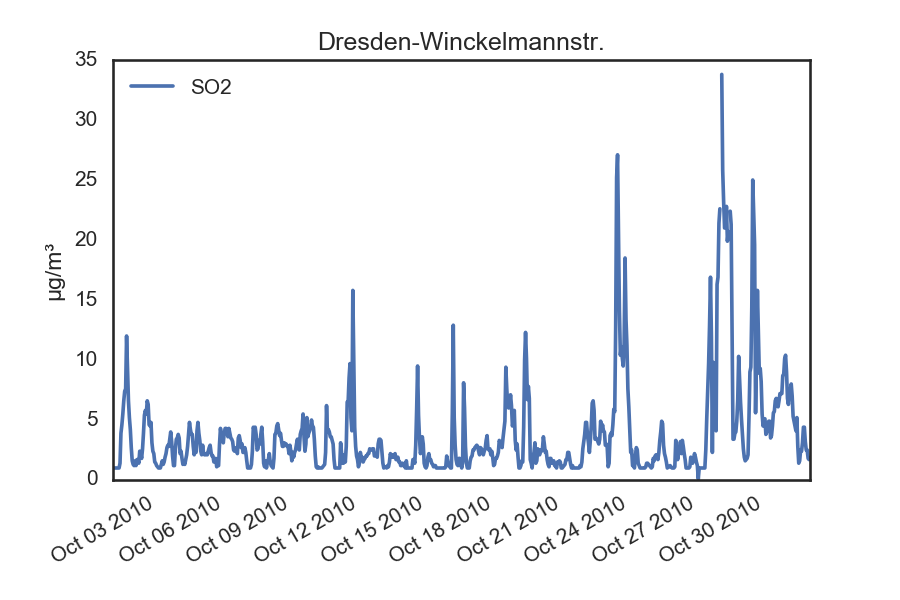 Dresden-Winckelmannstr.
35
30
25
20
15
10
5
0
µg/m³
SO2
Oct 03 2010
Oct 06 2010
Oct 09 2010
Oct 12 2010
Oct 15 2010
Oct 18 2010
Oct 21 2010
Oct 24 2010
Oct 27 2010
Oct 30 2010